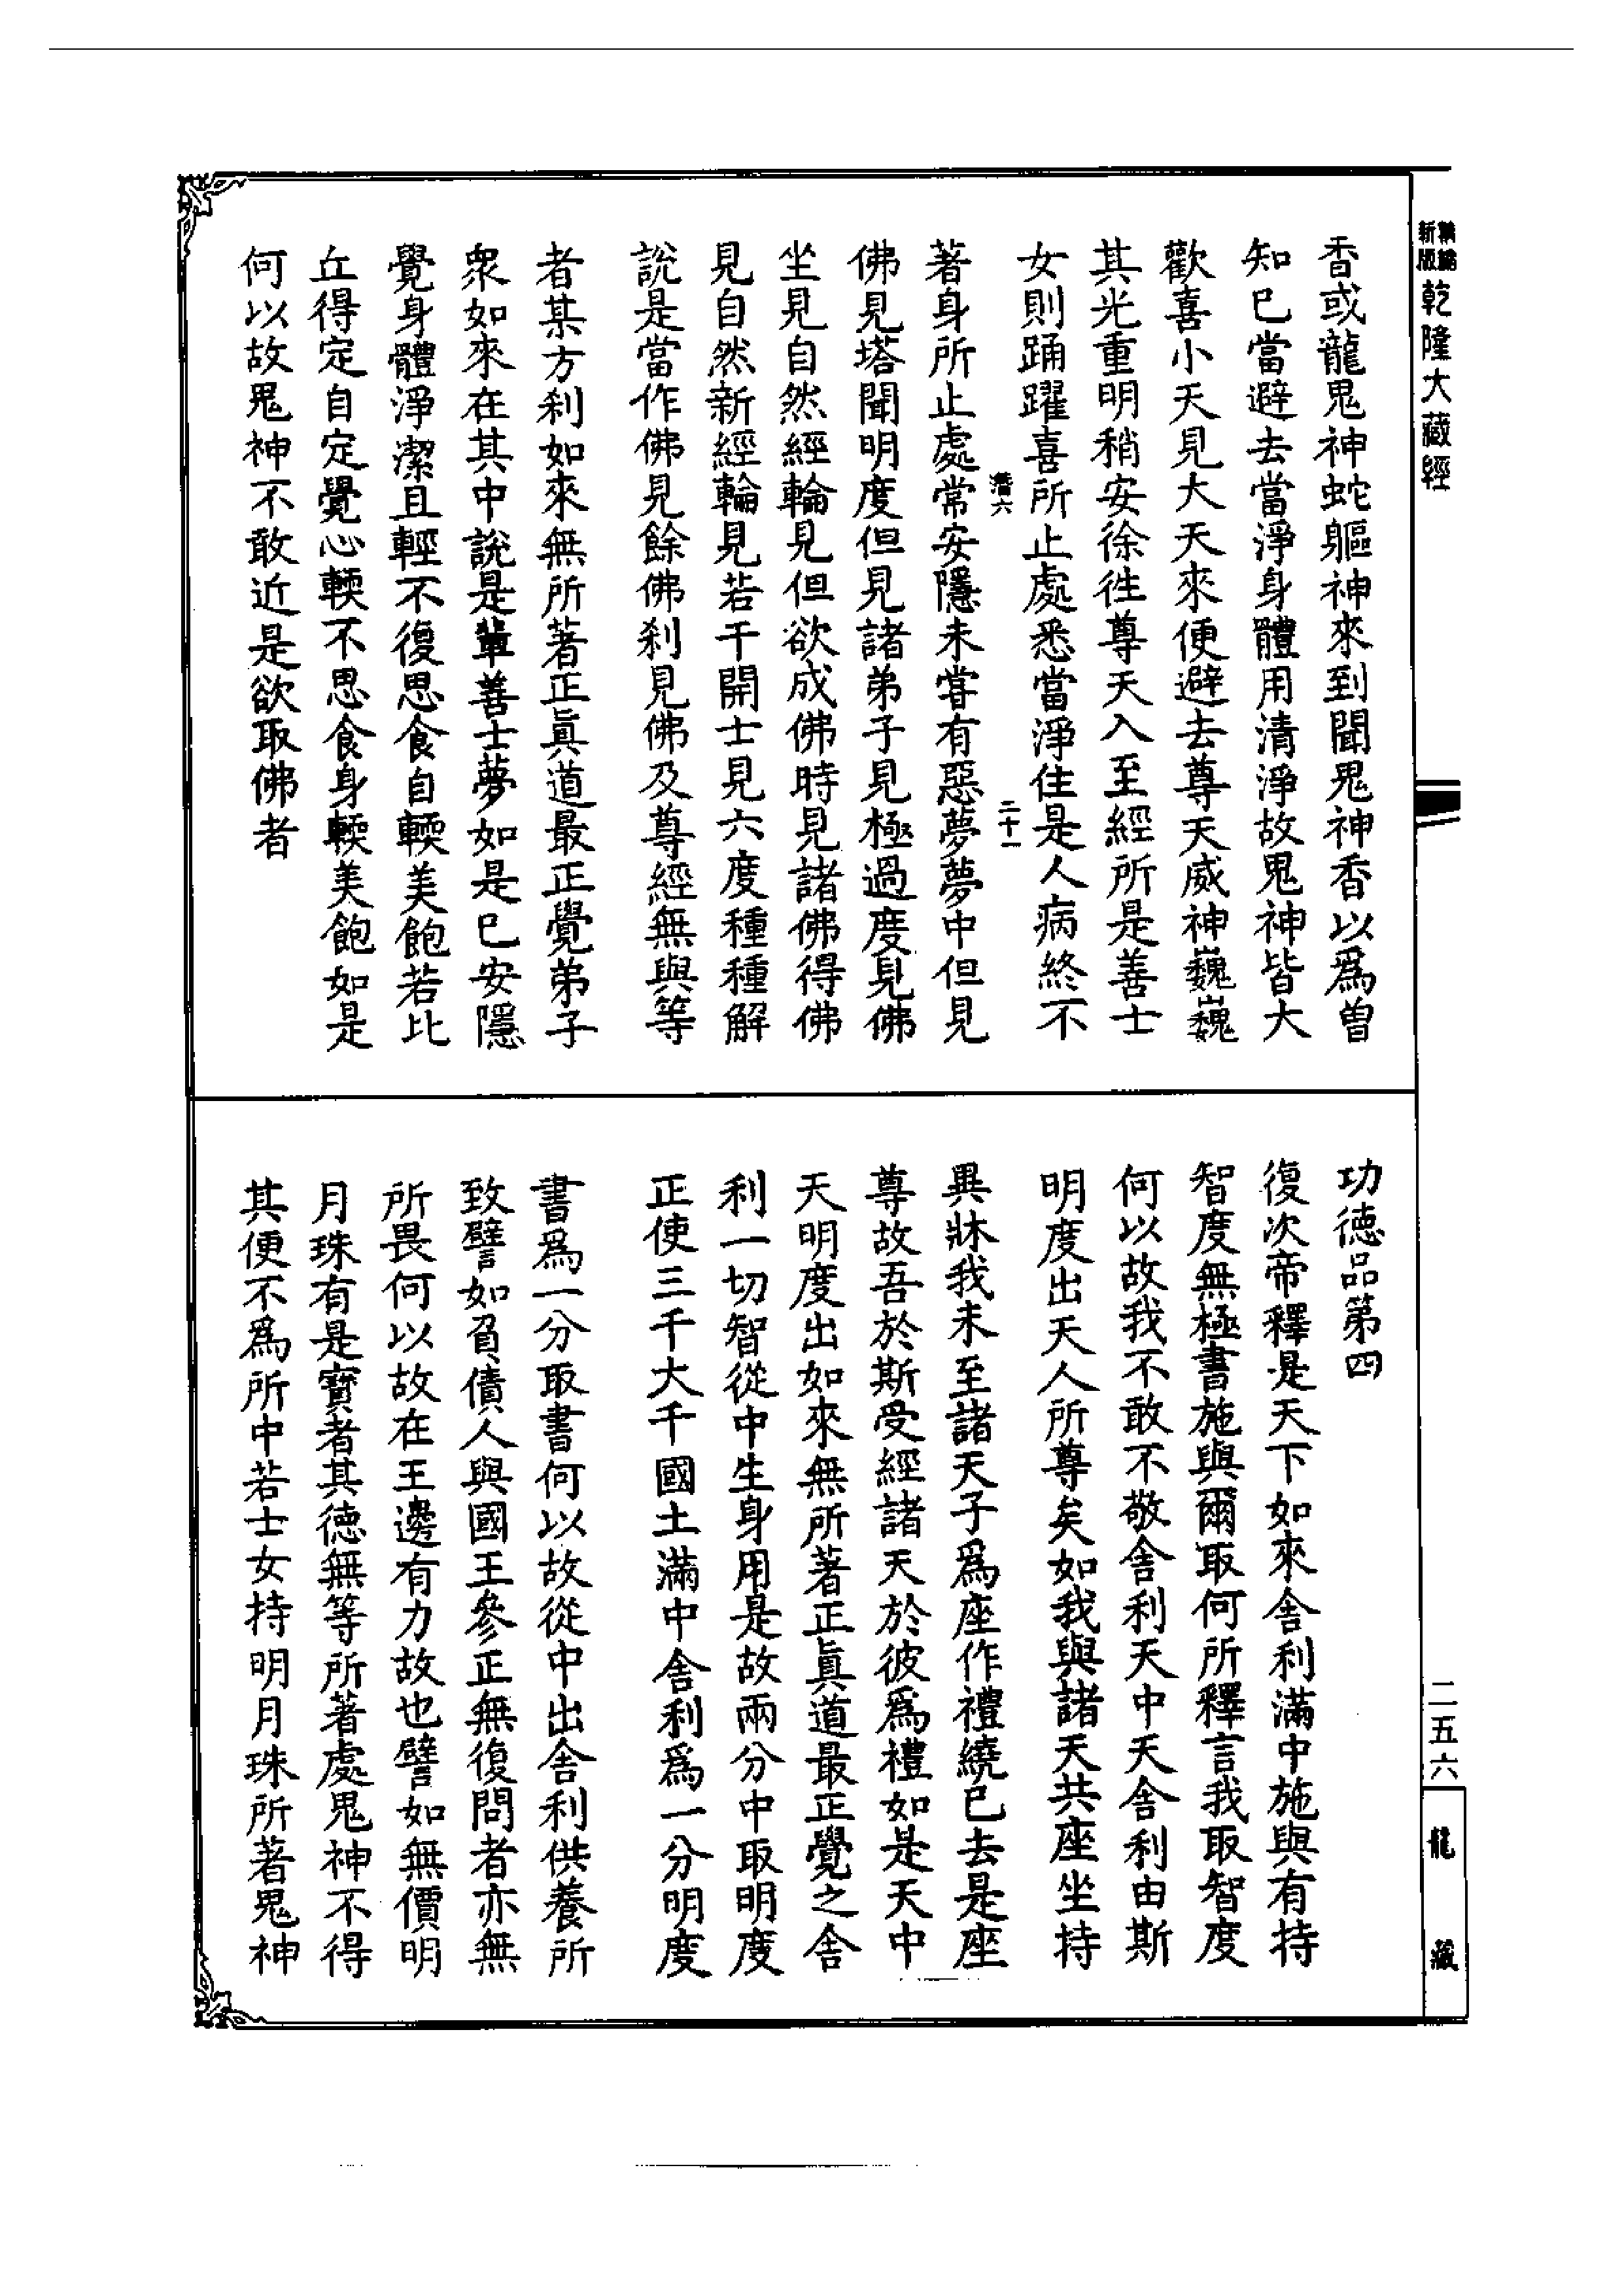 新版
乾隆大藏經
香或龍鬼神蛇軀神來到聞鬼神香以為曾
知已當避去當淨身體用清淨故鬼神皆大
歡喜小天見大天來便避去尊天威神巍巍
其光重明稍安徐徃尊天入至經所是善士
女則踊躍喜所止處悉當淨住是人病終不
潛六
二十一
著身所止處常安隱未甞有惡夢夢中但見
佛見塔聞明度但見諸弟子見極過度見佛
坐見自然經輪見但欲成佛時見諸佛得佛
見自然新經輪見若干開士見六度種種解
說是當作佛見餘佛剎見佛及尊經無與等
者某方剎如來無所著正真道最正覺弟子
衆如來在其中說是輩善士夢如是已安隱
覺身體淨潔且輕不復思食自輭美飽若比
丘得定自定覺心輭不思食身輭美飽如是
何以故鬼神不敢近是欲取佛者
功德品第四
復次帝釋是天下如來舍利滿中施與有持
智度無極書施與爾取何所釋言我取智度
何以故我不敢不敬舍利天中天舍利由斯
明度出天人所尊矣如我與諸天共座坐持
異牀我未至諸天子為座作禮繞已去是座
尊故吾於斯受經諸天於彼為禮如是天中
天明度出如來無所著正真道最正覺之舍
利一切智從中生身用是故兩分中取明度
正使三千大千國土滿中舍利為一分明度
書為一分取書何以故從中出舍利供養所
致譬如負債人與國王參正無復問者亦無
所畏何以故在王邊有力故也譬如無價明
月珠有是寶者其德無等所著處鬼神不得
其便不為所中若士女持明月珠所著鬼神
二五六
龍藏